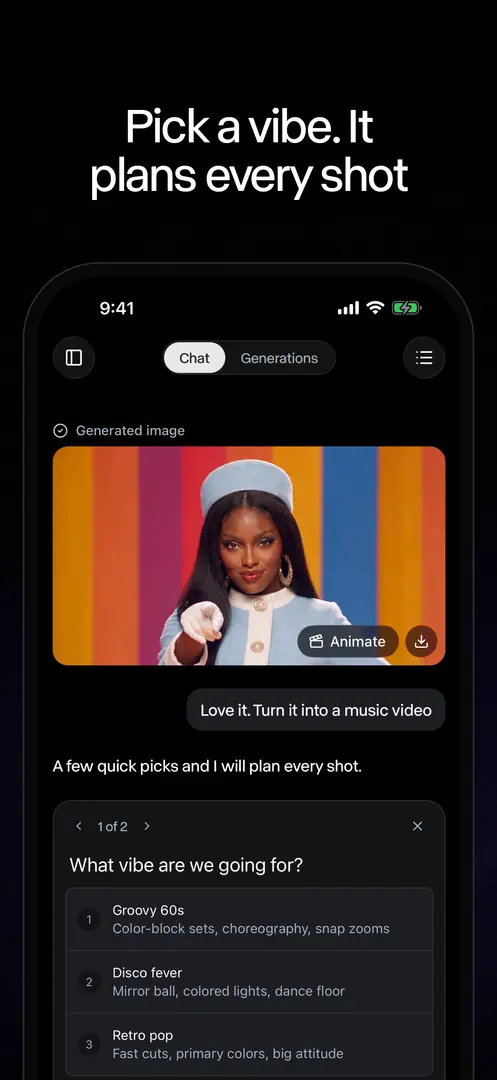 Pick a vibe. It
plans every shot
9:41
Chat
Generations
Generated image
Animate
Love it. Turn it into a music video
A few quick picks and I will plan every shot.
1 of 2
What vibe are we going for?
1
Groovy 60s
Color-block sets, choreography, snap zooms
2
Disco fever
Mirror ball, colored lights, dance floor
3
Retro pop
Fast cuts, primary colors, big attitude